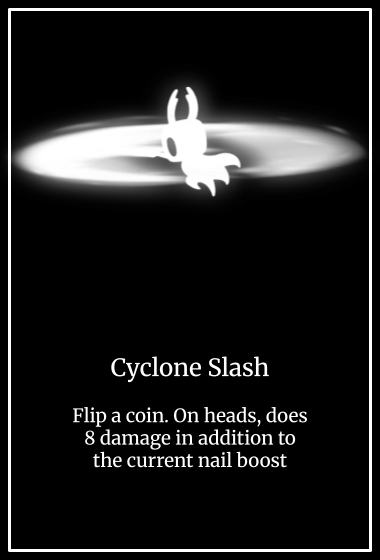 Cyclone Slash
Flip a coin. On heads, does
8 damage in addition to
the current nail boost